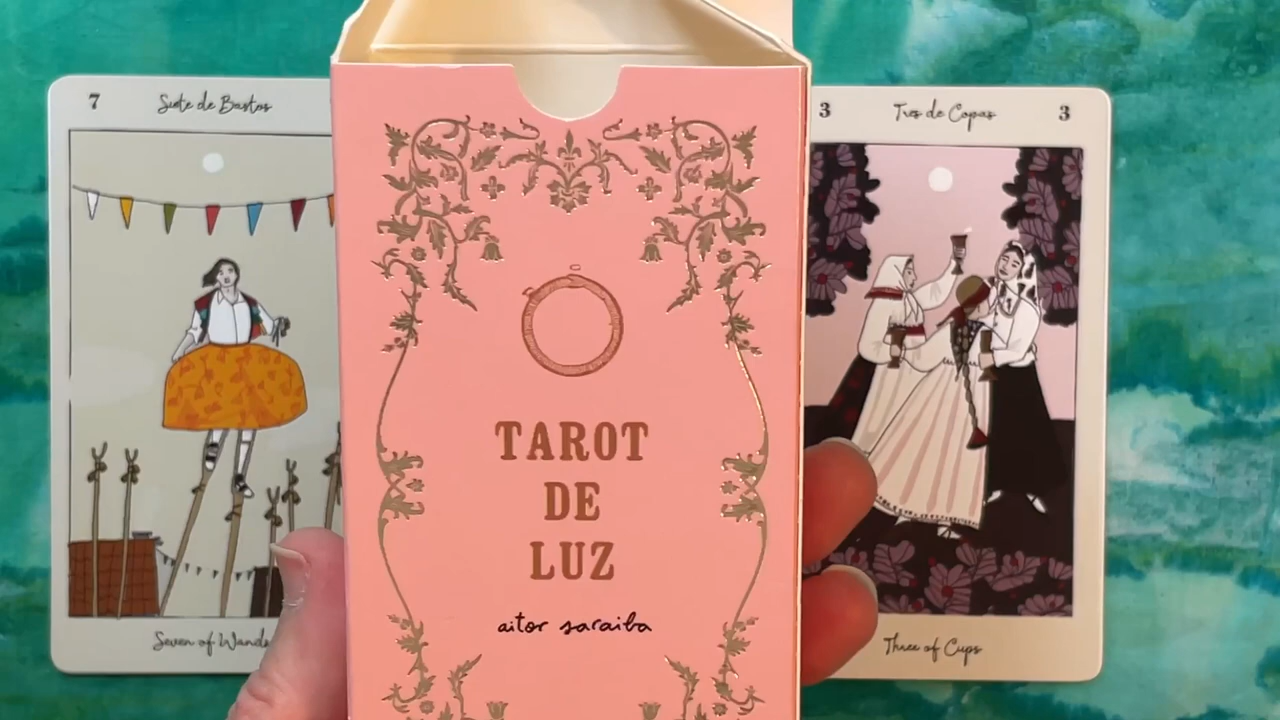 7
Siete de Bastos
Seven of Wands
TAROT
DE
LUZ
aitor saraiba
3
Tres de Copas
3
Three of Cups